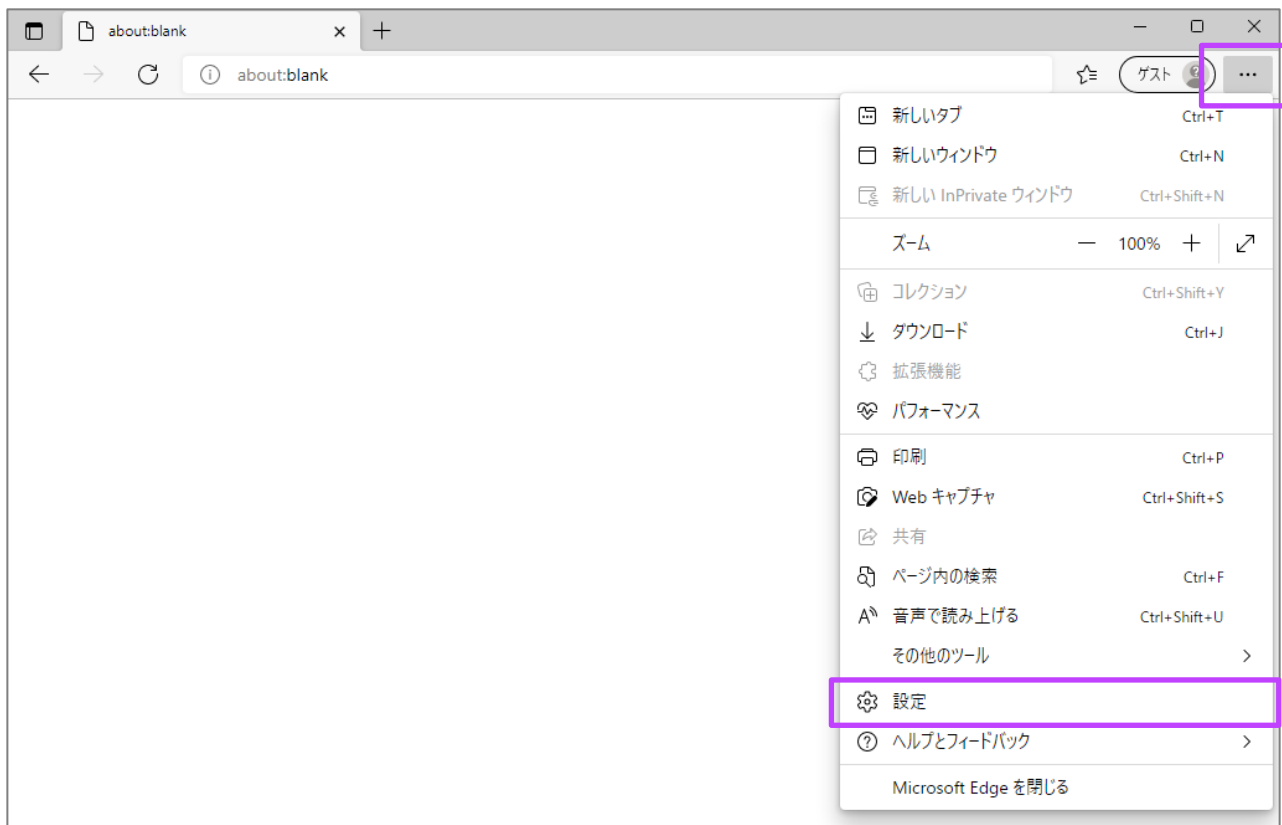 about:blank
about:blank
ゲスト
新しいタブ Ctrl+T
新しいウィンドウ Ctrl+N
新しい InPrivate ウィンドウ Ctrl+Shift+N
ズーム 100%
コレクション Ctrl+Shift+Y
ダウンロード Ctrl+J
拡張機能
パフォーマンス
印刷 Ctrl+P
Web キャプチャ Ctrl+Shift+S
共有
ページ内の検索 Ctrl+F
音声で読み上げる Ctrl+Shift+U
その他のツール
設定
ヘルプとフィードバック
Microsoft Edge を閉じる